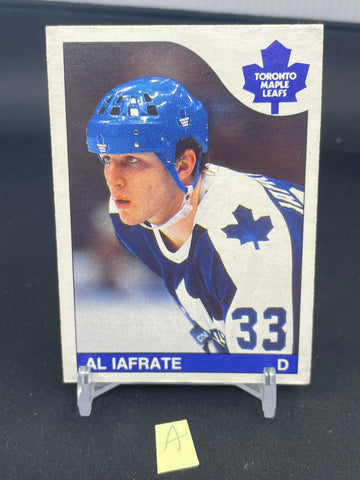 TORONTO
MAPLE
LEAFS
33
AL IAFRATE D
A